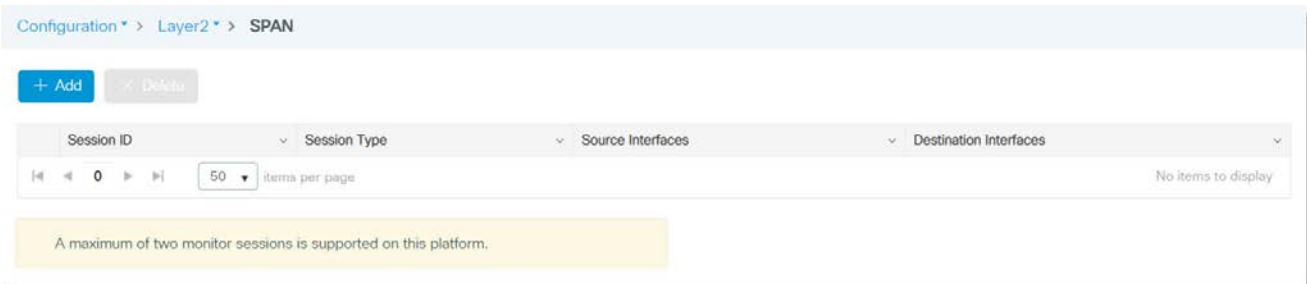 Configuration > Layer2 > SPAN
+ Add × Delete
Session ID Session Type Source Interfaces Destination Interfaces
0 50 items per page No items to display
A maximum of two monitor sessions is supported on this platform.